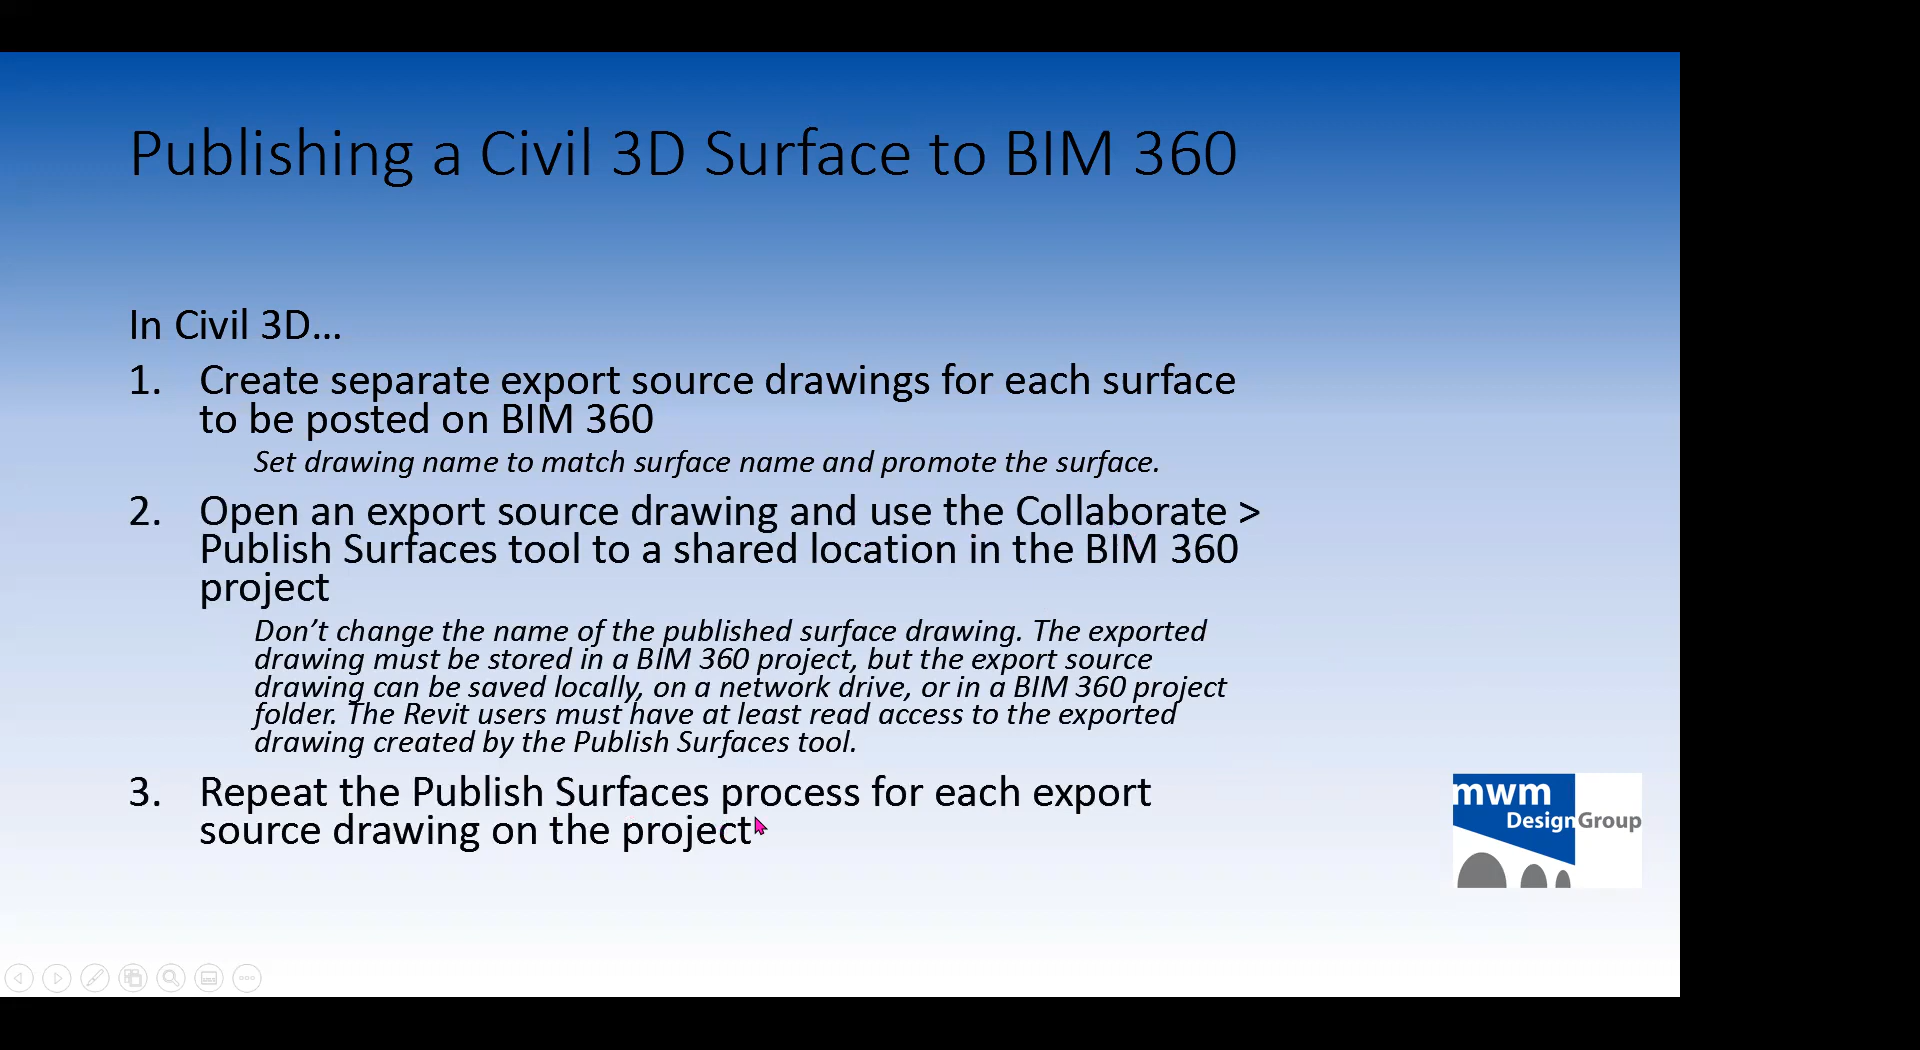 Publishing a Civil 3D Surface to BIM 360
In Civil 3D…
1. Create separate export source drawings for each surface
to be posted on BIM 360
Set drawing name to match surface name and promote the surface.
2. Open an export source drawing and use the Collaborate >
Publish Surfaces tool to a shared location in the BIM 360
project
Don’t change the name of the published surface drawing. The exported
drawing must be stored in a BIM 360 project, but the export source
drawing can be saved locally, on a network drive, or in a BIM 360 project
folder. The Revit users must have at least read access to the exported
drawing created by the Publish Surfaces tool.
3. Repeat the Publish Surfaces process for each export
source drawing on the project
mwm
DesignGroup